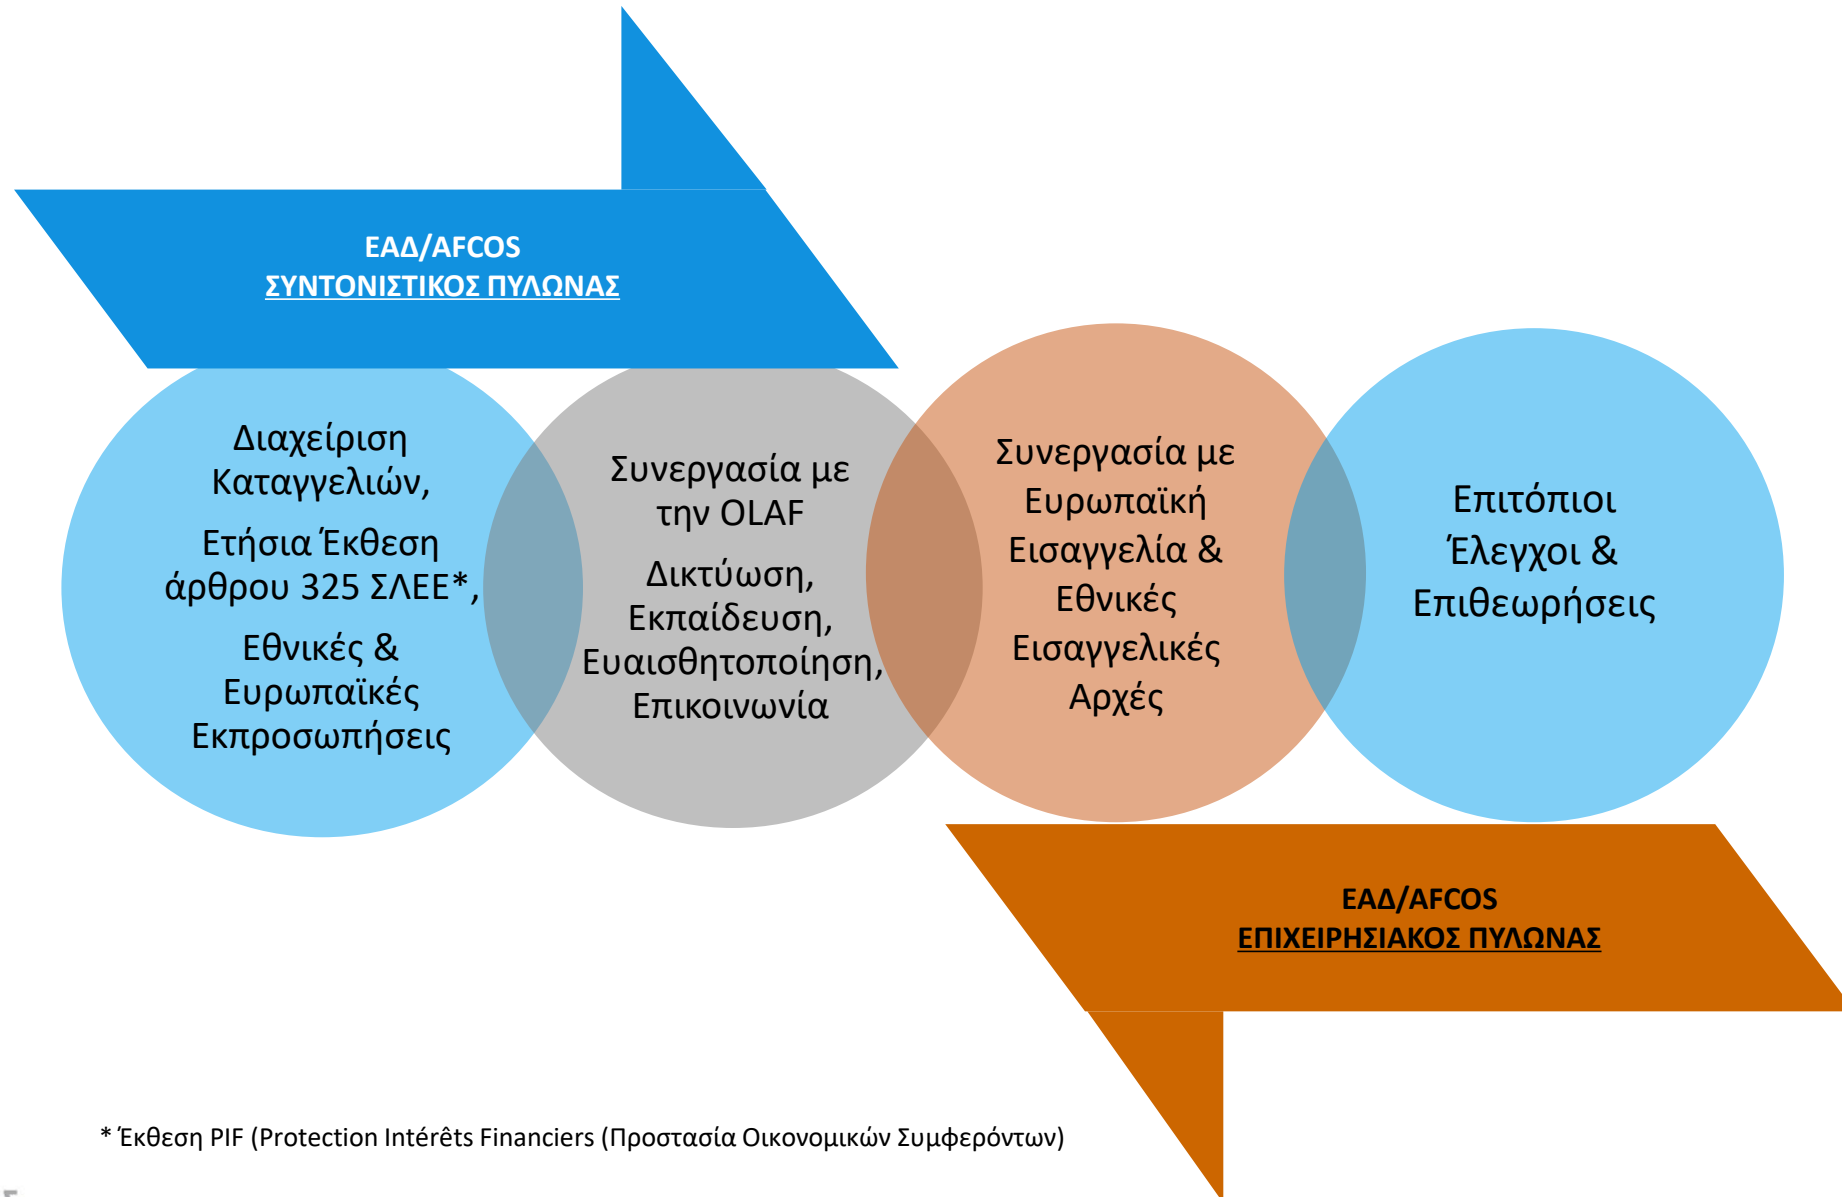 ΕΑΔ/AFCOS
ΣΥΝΤΟΝΙΣΤΙΚΟΣ ΠΥΛΩΝΑΣ
Διαχείριση
Καταγγελιών,
Ετήσια Έκθεση
άρθρου 325 ΣΛΕΕ*,
Εθνικές &
Ευρωπαϊκές
Εκπροσωπήσεις
Συνεργασία με
την OLAF
Δικτύωση,
Εκπαίδευση,
Ευαισθητοποίηση,
Επικοινωνία
Συνεργασία με
Ευρωπαϊκή
Εισαγγελία &
Εθνικές
Εισαγγελικές
Αρχές
Επιτόπιοι
Έλεγχοι &
Επιθεωρήσεις
ΕΑΔ/AFCOS
ΕΠΙΧΕΙΡΗΣΙΑΚΟΣ ΠΥΛΩΝΑΣ
* Έκθεση PIF (Protection Intérêts Financiers (Προστασία Οικονομικών Συμφερόντων)